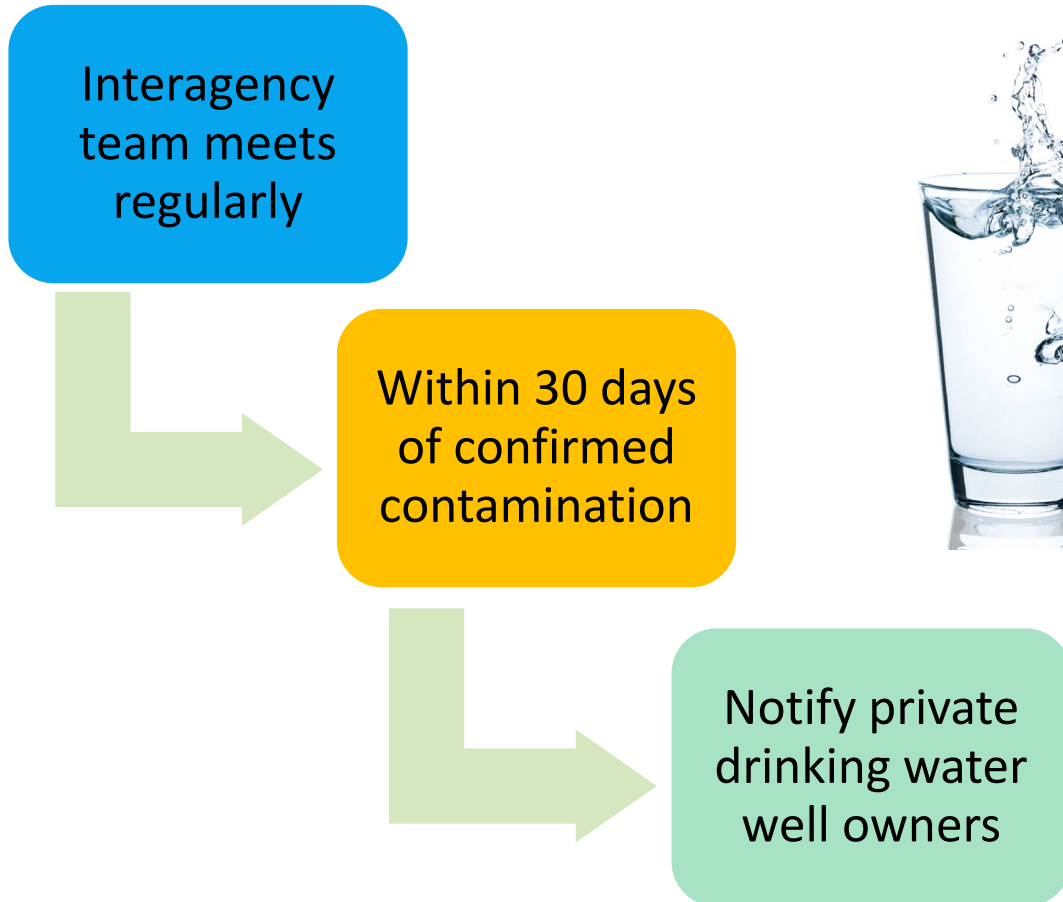 Interagency
team meets
regularly
Within 30 days
of confirmed
contamination
Notify private
drinking water
well owners